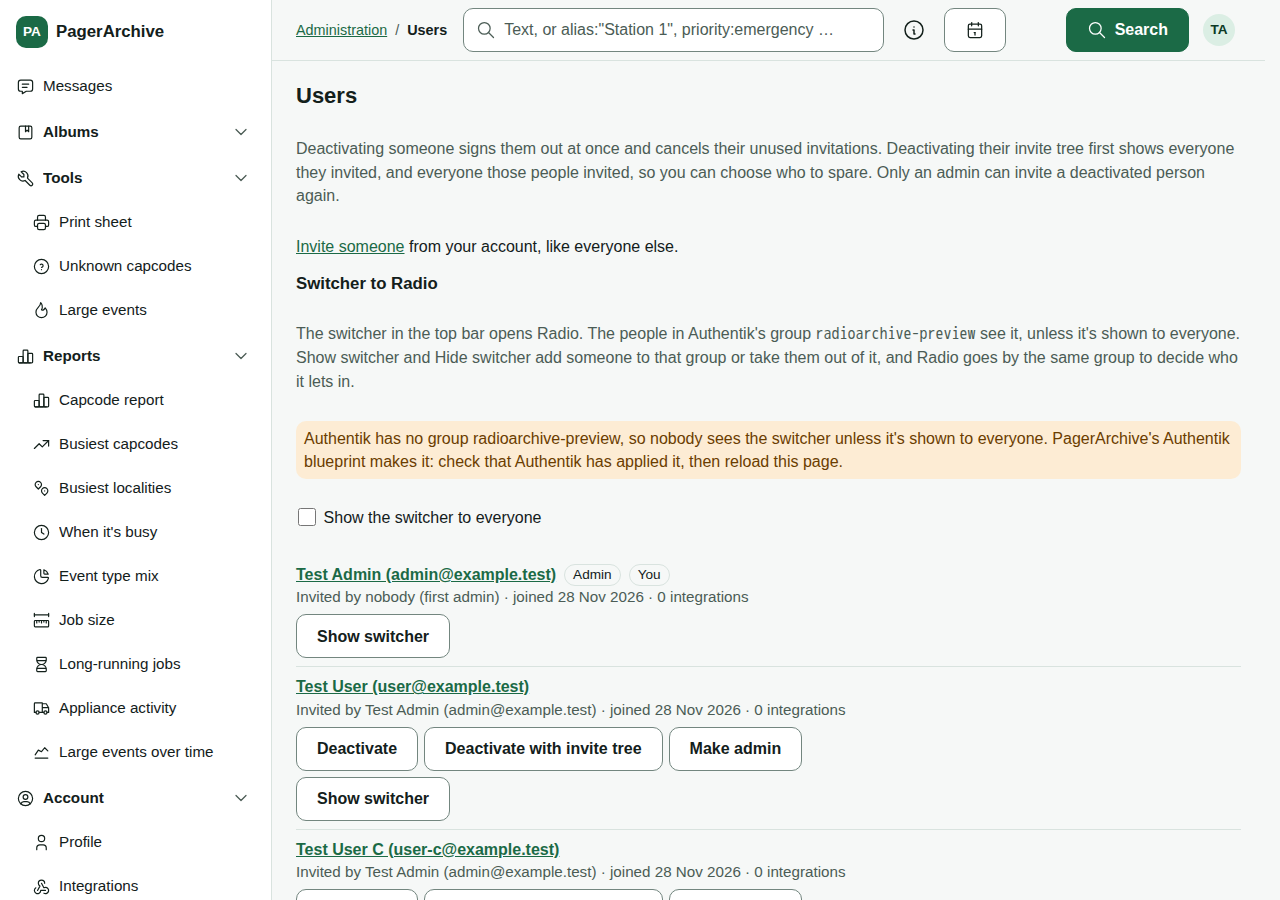 PA PagerArchive
Messages
Albums
Tools
Print sheet
Unknown capcodes
Large events
Reports
Capcode report
Busiest capcodes
Busiest localities
When it's busy
Event type mix
Job size
Long-running jobs
Appliance activity
Large events over time
Account
Profile
Integrations
Administration / Users
Text, or alias:"Station 1", priority:emergency …
Search
TA
Users
Deactivating someone signs them out at once and cancels their unused invitations. Deactivating their invite tree first shows everyone
they invited, and everyone those people invited, so you can choose who to spare. Only an admin can invite a deactivated person
again.
Invite someone from your account, like everyone else.
Switcher to Radio
The switcher in the top bar opens Radio. The people in Authentik's group radioarchive-preview see it, unless it's shown to everyone.
Show switcher and Hide switcher add someone to that group or take them out of it, and Radio goes by the same group to decide who
it lets in.
Authentik has no group radioarchive-preview, so nobody sees the switcher unless it's shown to everyone. PagerArchive's Authentik
blueprint makes it: check that Authentik has applied it, then reload this page.
Show the switcher to everyone
Test Admin (admin@example.test) Admin You
Invited by nobody (first admin) · joined 28 Nov 2026 · 0 integrations
Show switcher
Test User (user@example.test)
Invited by Test Admin (admin@example.test) · joined 28 Nov 2026 · 0 integrations
Deactivate Deactivate with invite tree Make admin
Show switcher
Test User C (user-c@example.test)
Invited by Test Admin (admin@example.test) · joined 28 Nov 2026 · 0 integrations